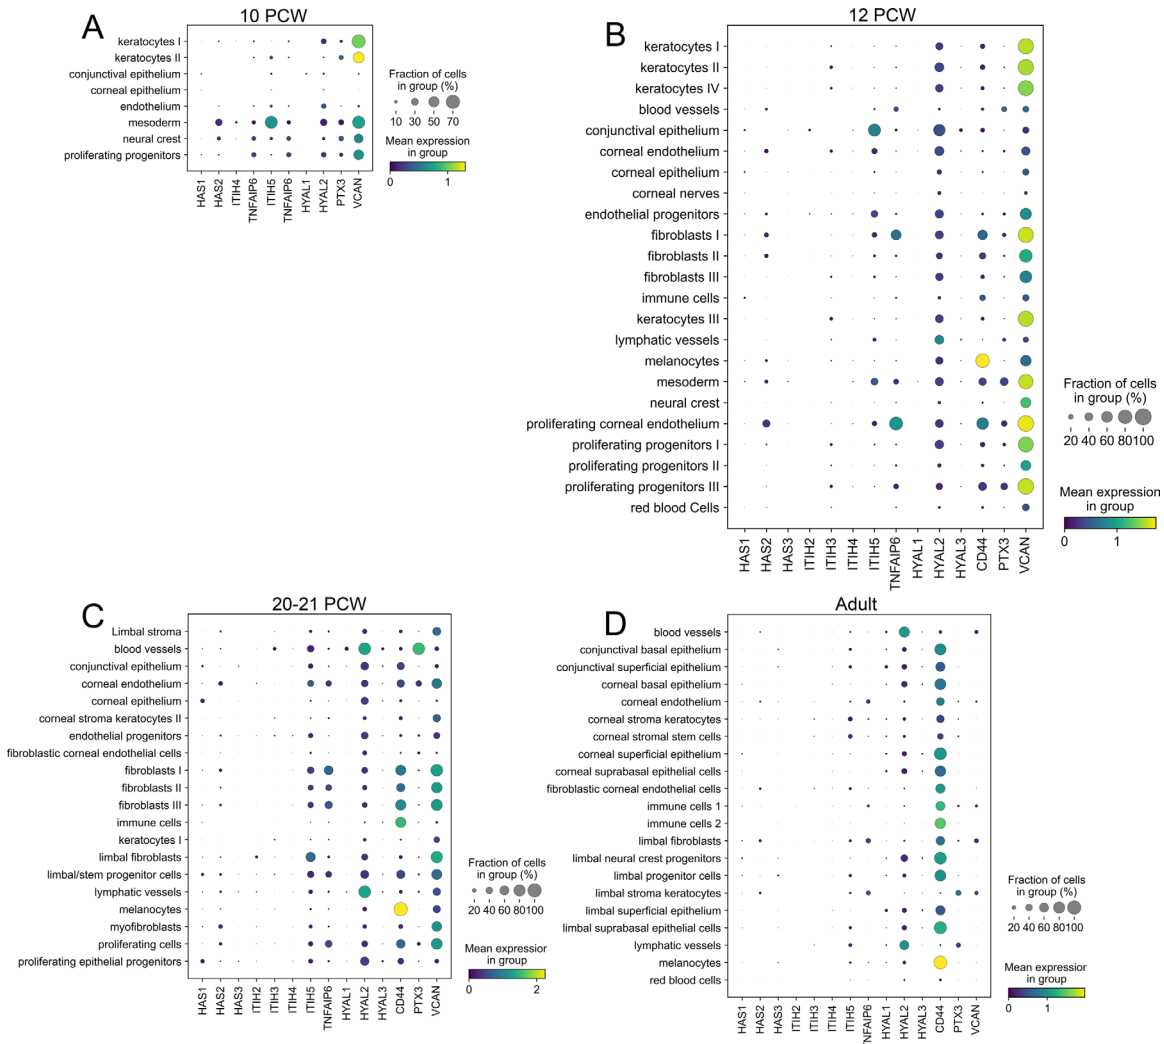 A
10 PCW
keratocytes I
keratocytes II
conjunctival epithelium
corneal epithelium
endothelium
mesoderm
neural crest
proliferating progenitors
HAS1
HAS2
ITIH4
TNFAIP6
ITIH5
TNFAIP6
HYAL1
HYAL2
PTX3
VCAN
Fraction of cells
in group (%)
10 30 50 70
Mean expression
in group
0 1
B
12 PCW
keratocytes I
keratocytes II
keratocytes IV
blood vessels
conjunctival epithelium
corneal endothelium
corneal epithelium
corneal nerves
endothelial progenitors
fibroblasts I
fibroblasts II
fibroblasts III
immune cells
keratocytes III
lymphatic vessels
melanocytes
mesoderm
neural crest
proliferating corneal endothelium
proliferating progenitors I
proliferating progenitors II
proliferating progenitors III
red blood Cells
HAS1
HAS2
HAS3
ITIH2
ITIH3
ITIH4
ITIH5
TNFAIP6
HYAL1
HYAL2
HYAL3
CD44
PTX3
VCAN
Fraction of cells
in group (%)
20 40 60 80 100
Mean expression
in group
0 1
C
20-21 PCW
Limbal stroma
blood vessels
conjunctival epithelium
corneal endothelium
corneal epithelium
corneal stroma keratocytes II
endothelial progenitors
fibroblastic corneal endothelial cells
fibroblasts I
fibroblasts II
fibroblasts III
immune cells
keratocytes I
limbal fibroblasts
limbal/stem progenitor cells
lymphatic vessels
melanocytes
myofibroblasts
proliferating cells
proliferating epithelial progenitors
HAS1
HAS2
HAS3
ITIH2
ITIH3
ITIH4
ITIH5
TNFAIP6
HYAL1
HYAL2
HYAL3
CD44
PTX3
VCAN
Fraction of cells
in group (%)
20 40 60 80 100
Mean expression
in group
0 2
D
Adult
blood vessels
conjunctival basal epithelium
conjunctival superficial epithelium
corneal basal epithelium
corneal endothelium
corneal stroma keratocytes
corneal stromal stem cells
corneal superficial epithelium
corneal suprabasal epithelial cells
fibroblastic corneal endothelial cells
immune cells 1
immune cells 2
limbal fibroblasts
limbal neural crest progenitors
limbal progenitor cells
limbal stroma keratocytes
limbal superficial epithelium
limbal suprabasal epithelial cells
lymphatic vessels
melanocytes
red blood cells
HAS1
HAS2
HAS3
ITIH2
ITIH3
ITIH4
ITIH5
TNFAIP6
HYAL1
HYAL2
HYAL3
CD44
PTX3
VCAN
Fraction of cells
in group (%)
20 40 60 80 100
Mean expression
in group
0 1